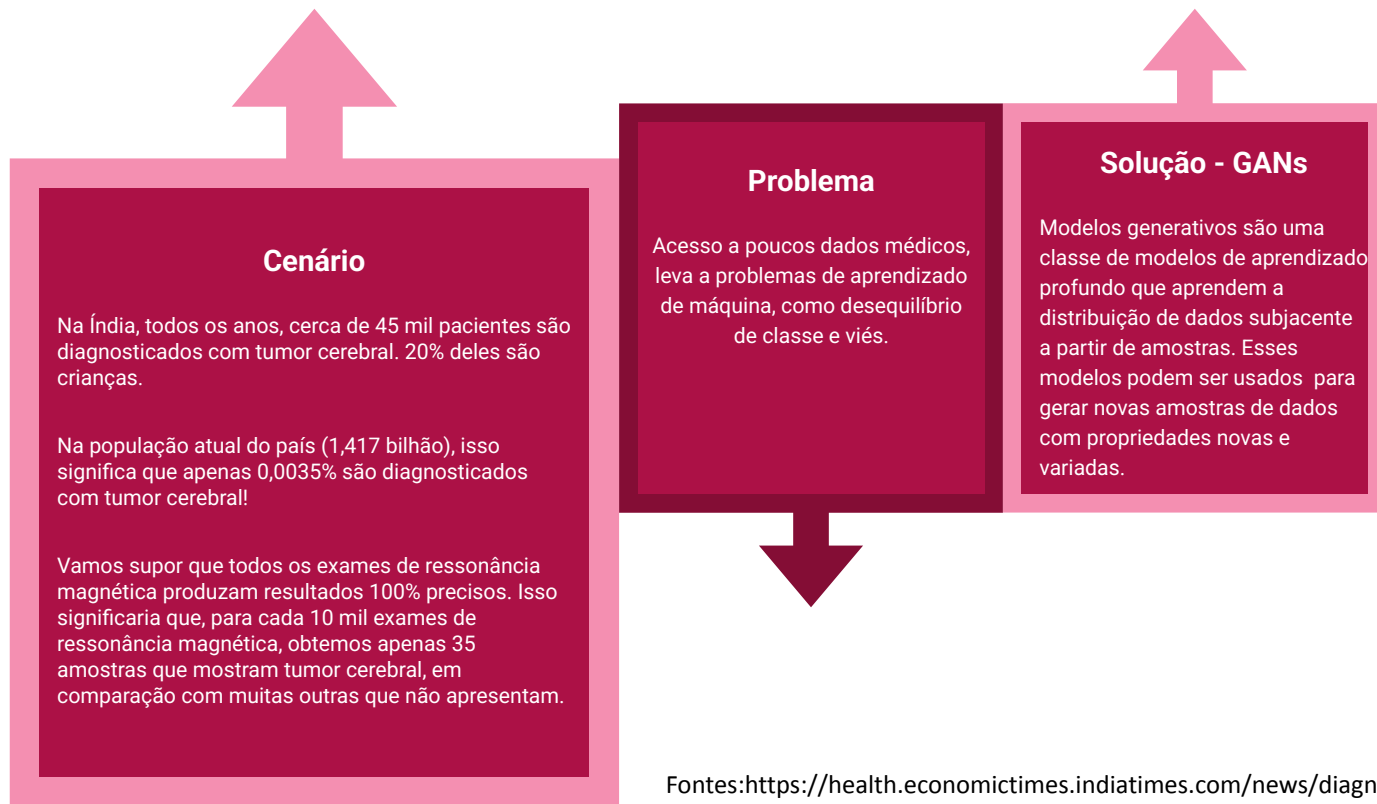 Cenário
Na Índia, todos os anos, cerca de 45 mil pacientes são
diagnosticados com tumor cerebral. 20% deles são
crianças.
Na população atual do país (1,417 bilhão), isso
significa que apenas 0,0035% são diagnosticados
com tumor cerebral!
Vamos supor que todos os exames de ressonância
magnética produzam resultados 100% precisos. Isso
significaria que, para cada 10 mil exames de
ressonância magnética, obtemos apenas 35
amostras que mostram tumor cerebral, em
comparação com muitas outras que não apresentam.
Problema
Acesso a poucos dados médicos,
leva a problemas de aprendizado
de máquina, como desequilíbrio
de classe e viés.
Solução - GANs
Modelos generativos são uma
classe de modelos de aprendizado
profundo que aprendem a
distribuição de dados subjacente
a partir de amostras. Esses
modelos podem ser usados  para
gerar novas amostras de dados
com propriedades novas e
variadas.
Fontes:https://health.economictimes.indiatimes.com/news/diagn